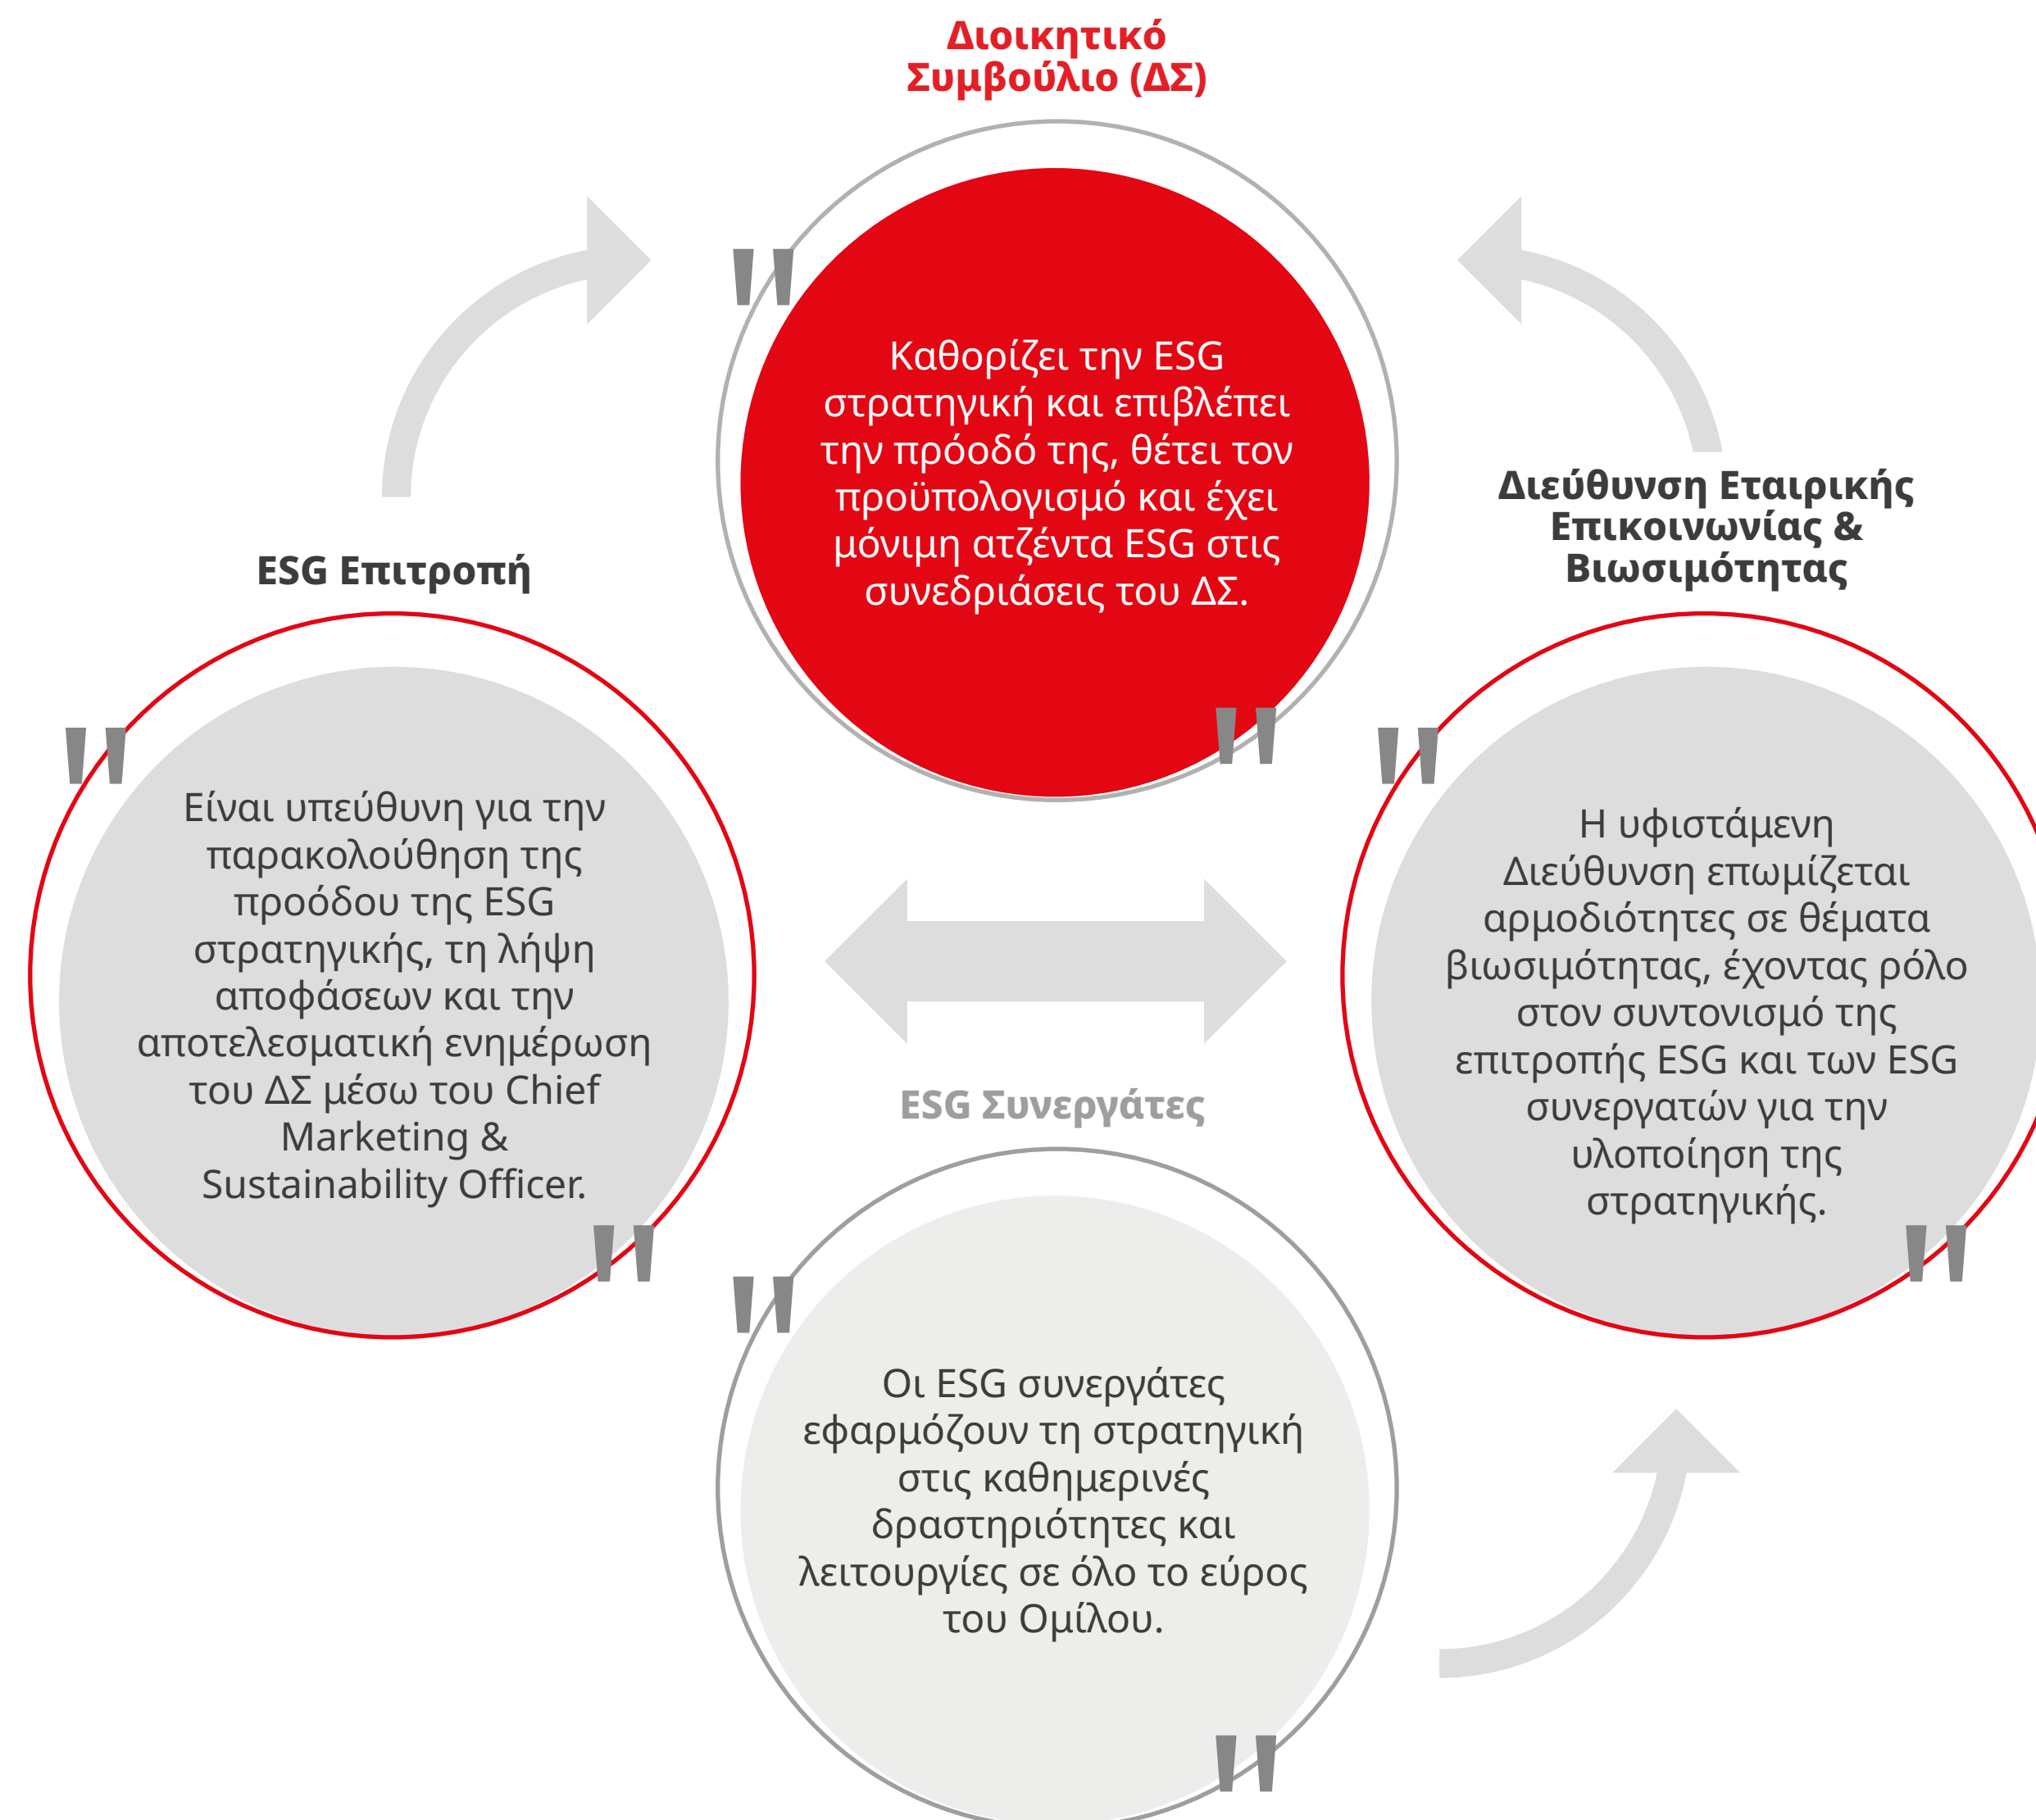 Διοικητικό
Συμβούλιο (ΔΣ)
"
Καθορίζει την ESG
στρατηγική και επιβλέπει
την πρόοδό της, θέτει τον
προϋπολογισμό και έχει
μόνιμη ατζέντα ESG στις
συνεδριάσεις του ΔΣ.
"
ESG Επιτροπή
"
Είναι υπεύθυνη για την
παρακολούθηση της
προόδου της ESG
στρατηγικής, τη λήψη
αποφάσεων και την
αποτελεσματική ενημέρωση
του ΔΣ μέσω του Chief
Marketing &
Sustainability Officer.
"
Διεύθυνση Εταιρικής
Επικοινωνίας &
Βιωσιμότητας
"
Η υφιστάμενη
Διεύθυνση επωμίζεται
αρμοδιότητες σε θέματα
βιωσιμότητας, έχοντας ρόλο
στον συντονισμό της
επιτροπής ESG και των ESG
συνεργατών για την
υλοποίηση της
στρατηγικής.
"
ESG Συνεργάτες
"
Οι ESG συνεργάτες
εφαρμόζουν τη στρατηγική
στις καθημερινές
δραστηριότητες και
λειτουργίες σε όλο το εύρος
του Ομίλου.
"